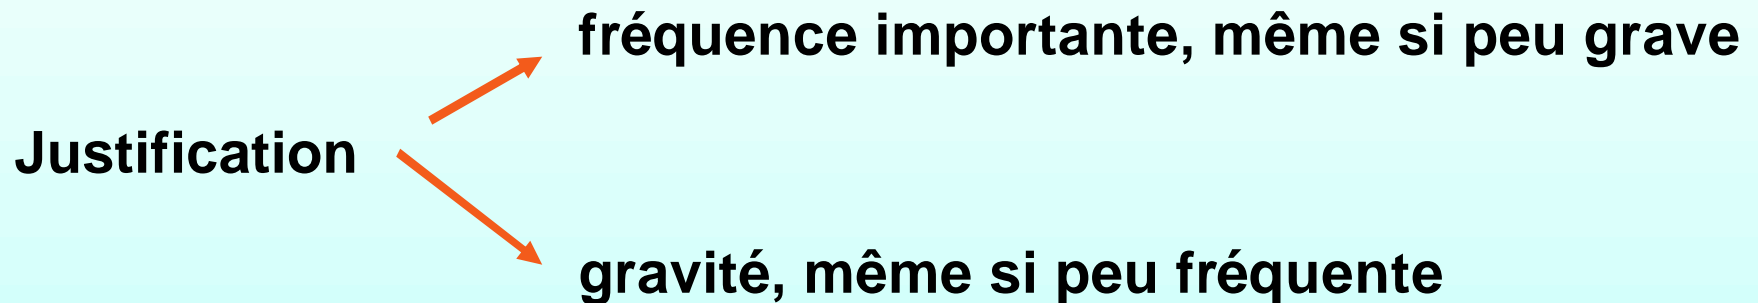 fréquence importante, même si peu grave
Justification
gravité, même si peu fréquente